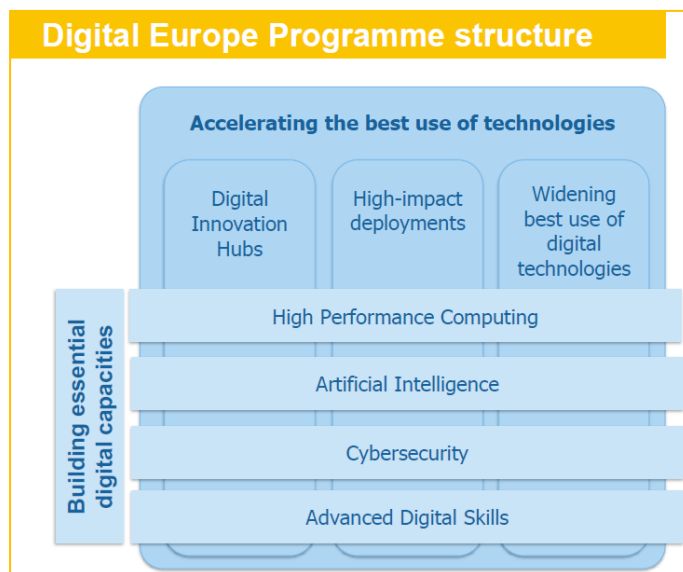 Digital Europe Programme structure
Accelerating the best use of technologies
Digital
Innovation
Hubs
High-impact
deployments
Widening
best use of
digital
technologies
Building essential
digital capacities
High Performance Computing
Artificial Intelligence
Cybersecurity
Advanced Digital Skills